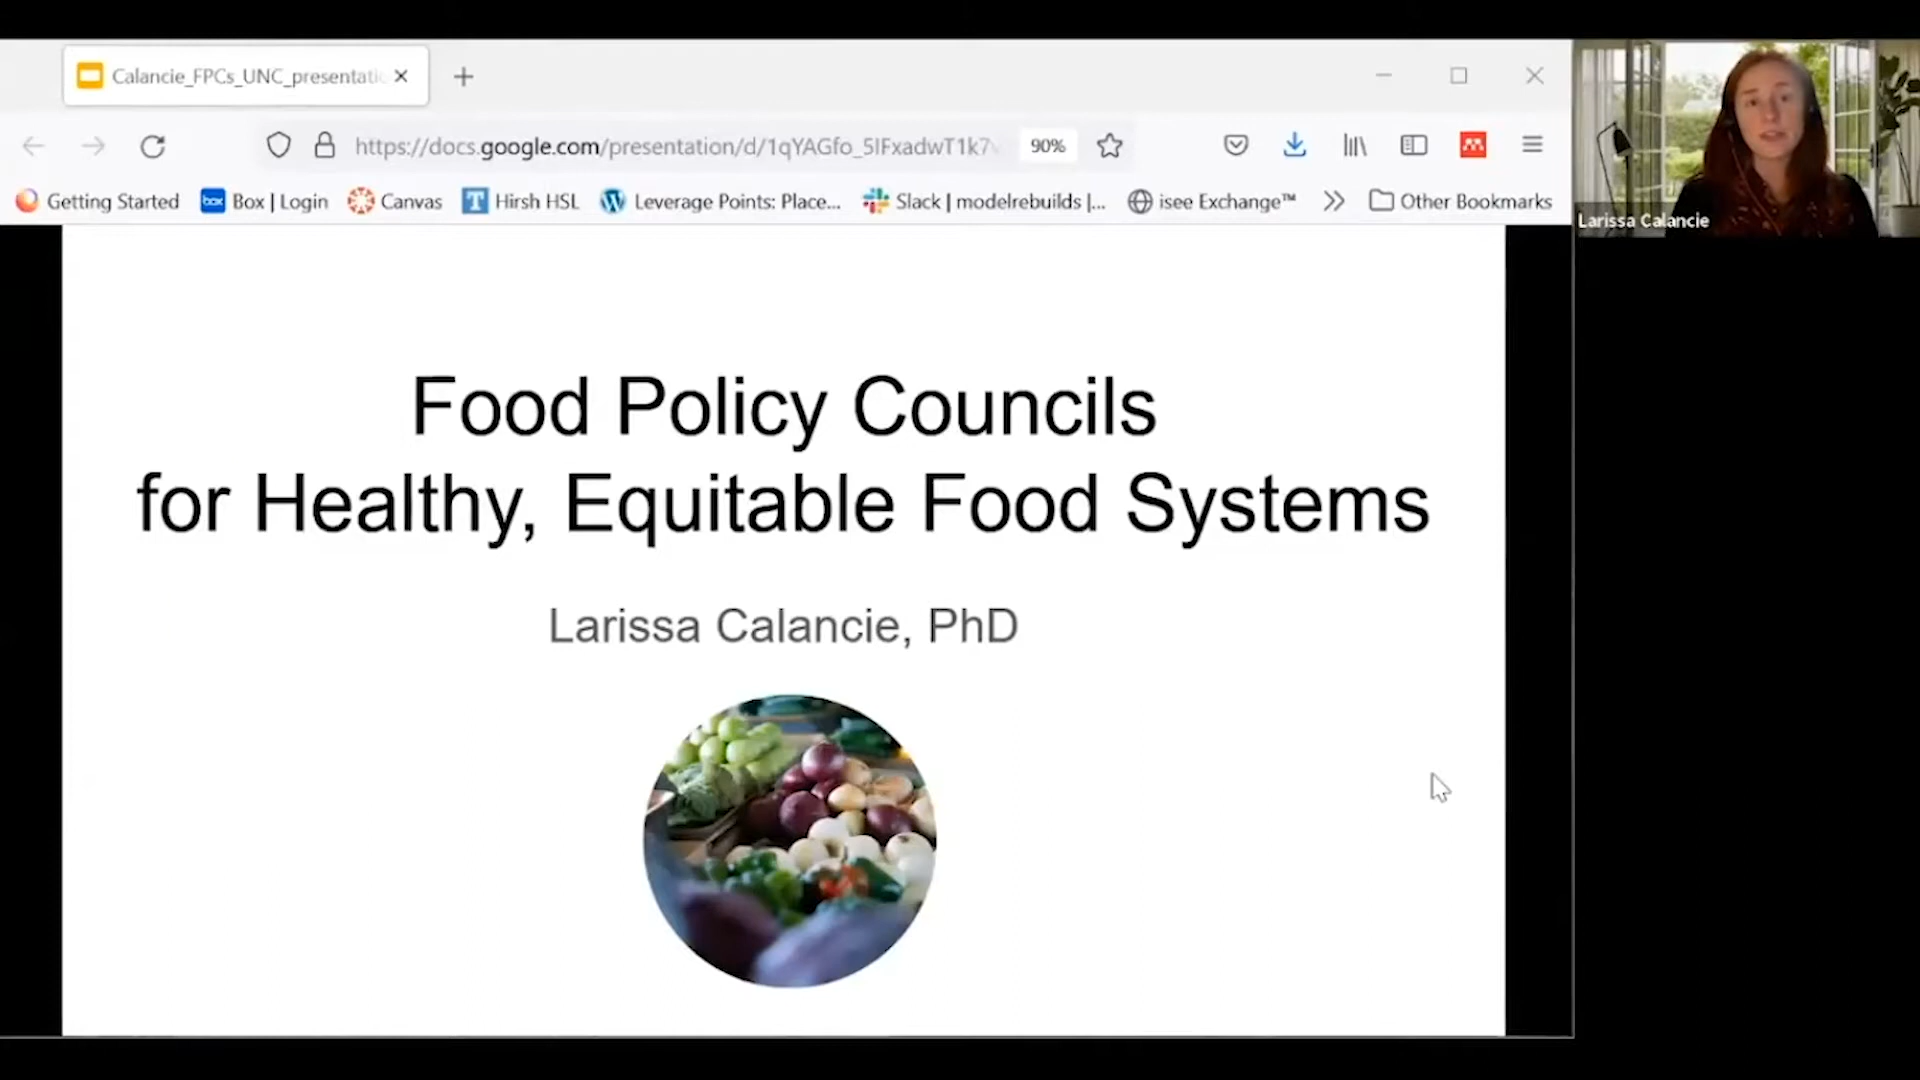 Calancie_FPCs_UNC_presentati
https://docs.google.com/presentation/d/1qYAGfo_5IFxadwT1k7
90%
Getting Started
box
Box | Login
Canvas
T
Hirsh HSL
Leverage Points: Place...
Slack | modelrebuilds |...
isee Exchange™
Other Bookmarks
Larissa Calancie
Food Policy Councils
for Healthy, Equitable Food Systems
Larissa Calancie, PhD